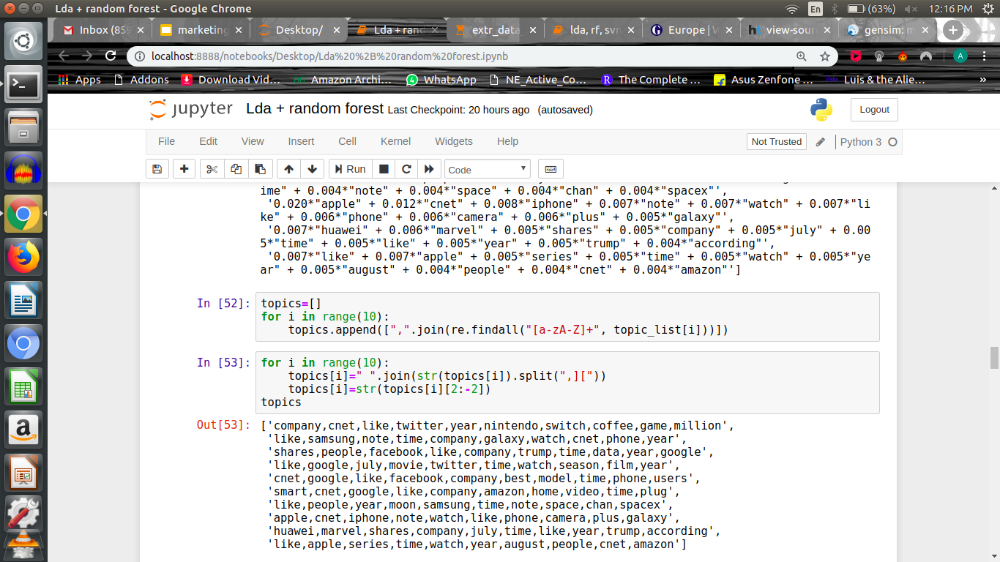 Lda + random forest - Google Chrome
En
(63%)
12:16 PM
Inbox (859
marketing
Desktop/
Lda + rand
extr_data
lda, rf, svn
Europe | W
view-sour
gensim: m
localhost:8888/notebooks/Desktop/Lda%20%2B%20random%20forest.ipynb
A
Apps
Addons
Download Vid…
Amazon Archi…
WhatsApp
NE_Active_Co…
The Complete …
Asus Zenfone …
Luis & the Alie…
»
jupyter
Lda + random forest Last Checkpoint: 20 hours ago (autosaved)
Logout
File Edit View Insert Cell Kernel Widgets Help
Not Trusted
Python 3
Run
Code
ime" + 0.004*"note" + 0.004*"space" + 0.004*"chan" + 0.004*"spacex"',
'0.020*"apple" + 0.012*"cnet" + 0.008*"iphone" + 0.007*"note" + 0.007*"watch" + 0.007*"li
ke" + 0.006*"phone" + 0.006*"camera" + 0.006*"plus" + 0.005*"galaxy"',
'0.007*"huawei" + 0.006*"marvel" + 0.005*"shares" + 0.005*"company" + 0.005*"july" + 0.00
5*"time" + 0.005*"like" + 0.005*"year" + 0.005*"trump" + 0.004*"according"',
'0.007*"like" + 0.007*"apple" + 0.005*"series" + 0.005*"time" + 0.005*"watch" + 0.005*"ye
ar" + 0.005*"august" + 0.004*"people" + 0.004*"cnet" + 0.004*"amazon"']
In [52]:
topics=[]
for i in range(10):
    topics.append([",".join(re.findall("[a-zA-Z]+", topic_list[i]))])
In [53]:
for i in range(10):
    topics[i]=" ".join(str(topics[i]).split(",]["))
    topics[i]=str(topics[i][2:-2])
topics
Out[53]:
['company,cnet,like,twitter,year,nintendo,switch,coffee,game,million',
'like,samsung,note,time,company,galaxy,watch,cnet,phone,year',
'shares,people,facebook,like,company,trump,time,data,year,google',
'like,google,july,movie,twitter,time,watch,season,film,year',
'cnet,google,like,facebook,company,best,model,time,phone,users',
'smart,cnet,google,like,company,amazon,home,video,time,plug',
'like,people,year,moon,samsung,time,note,space,chan,spacex',
'apple,cnet,iphone,note,watch,like,phone,camera,plus,galaxy',
'huawei,marvel,shares,company,july,time,like,year,trump,according',
'like,apple,series,time,watch,year,august,people,cnet,amazon']